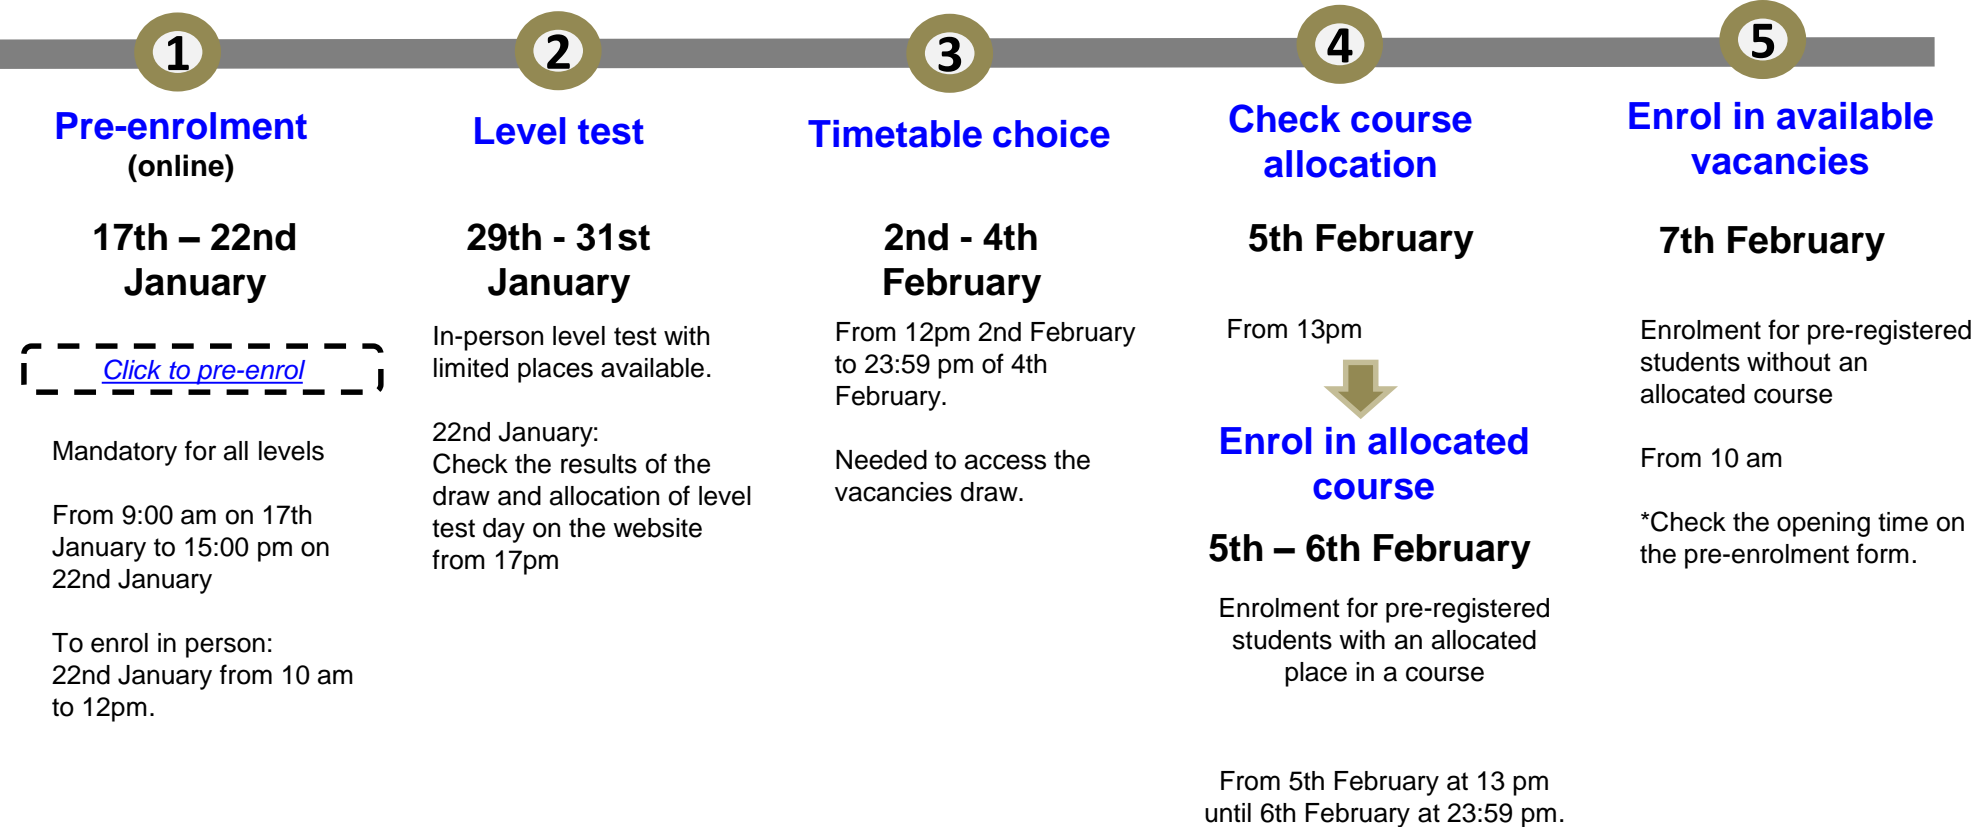 1
Pre-enrolment
(online)
17th – 22nd
January
Click to pre-enrol
Mandatory for all levels
From 9:00 am on 17th
January to 15:00 pm on
22nd January
To enrol in person:
22nd January from 10 am
to 12pm.
2
Level test
29th - 31st
January
In-person level test with
limited places available.
22nd January:
Check the results of the
draw and allocation of level
test day on the website
from 17pm
3
Timetable choice
2nd - 4th
February
From 12pm 2nd February
to 23:59 pm of 4th
February.
Needed to access the
vacancies draw.
4
Check course
allocation
5th February
From 13pm
Enrol in allocated
course
5th – 6th February
Enrolment for pre-registered
students with an allocated
place in a course
From 5th February at 13 pm
until 6th February at 23:59 pm.
5
Enrol in available
vacancies
7th February
Enrolment for pre-registered
students without an
allocated course
From 10 am
*Check the opening time on
the pre-enrolment form.